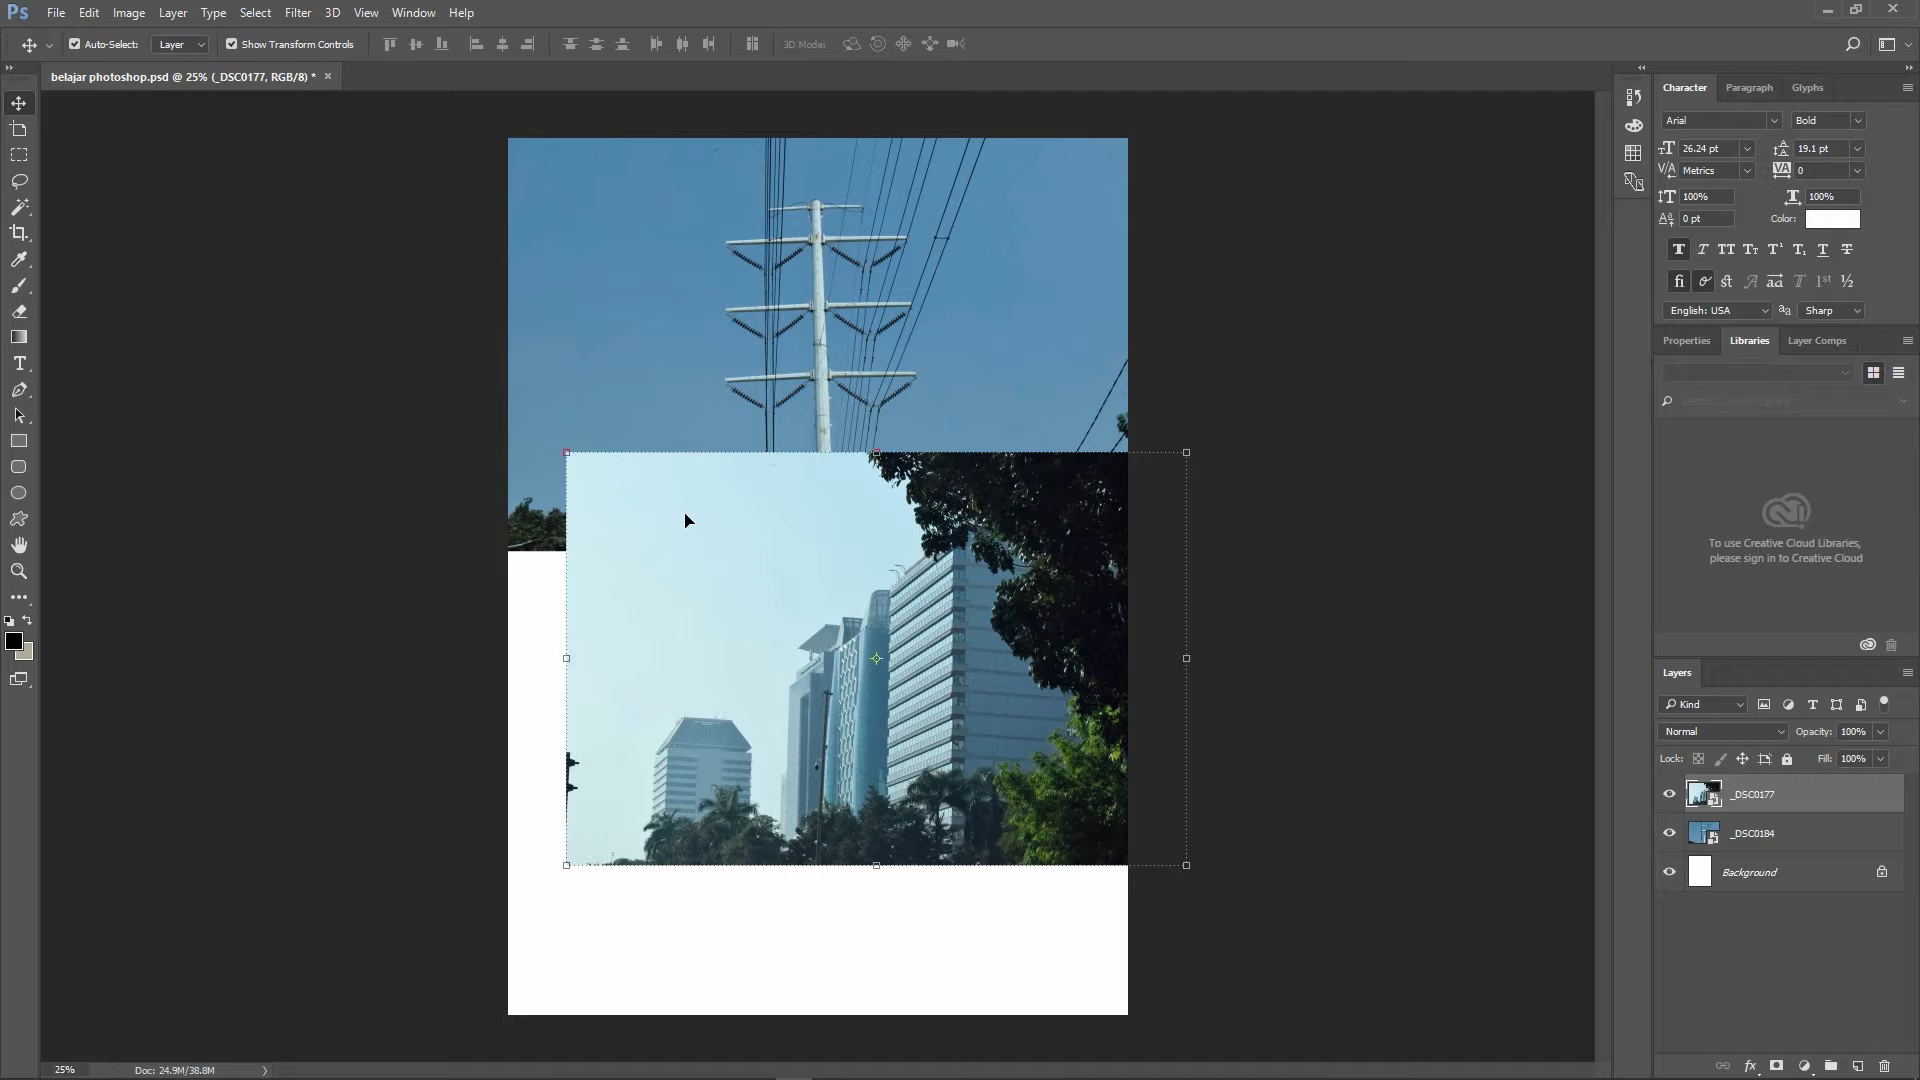 Ps File Edit Image Layer Type Select Filter 3D View Window Help
Auto-Select: Layer Show Transform Controls 3D Mode:
belajar photoshop.psd @ 25% (_DSC0177, RGB/8) * ×
Character Paragraph Glyphs
Arial Bold
26.24 pt 19.1 pt
Metrics 0
100% 100%
0 pt Color:
English: USA Sharp
Properties Libraries Layer Comps
To use Creative Cloud Libraries,
please sign in to Creative Cloud
Layers
Kind
Normal Opacity: 100%
Lock: Fill: 100%
_DSC0177
_DSC0184
Background
25% Doc: 24.9M/38.8M